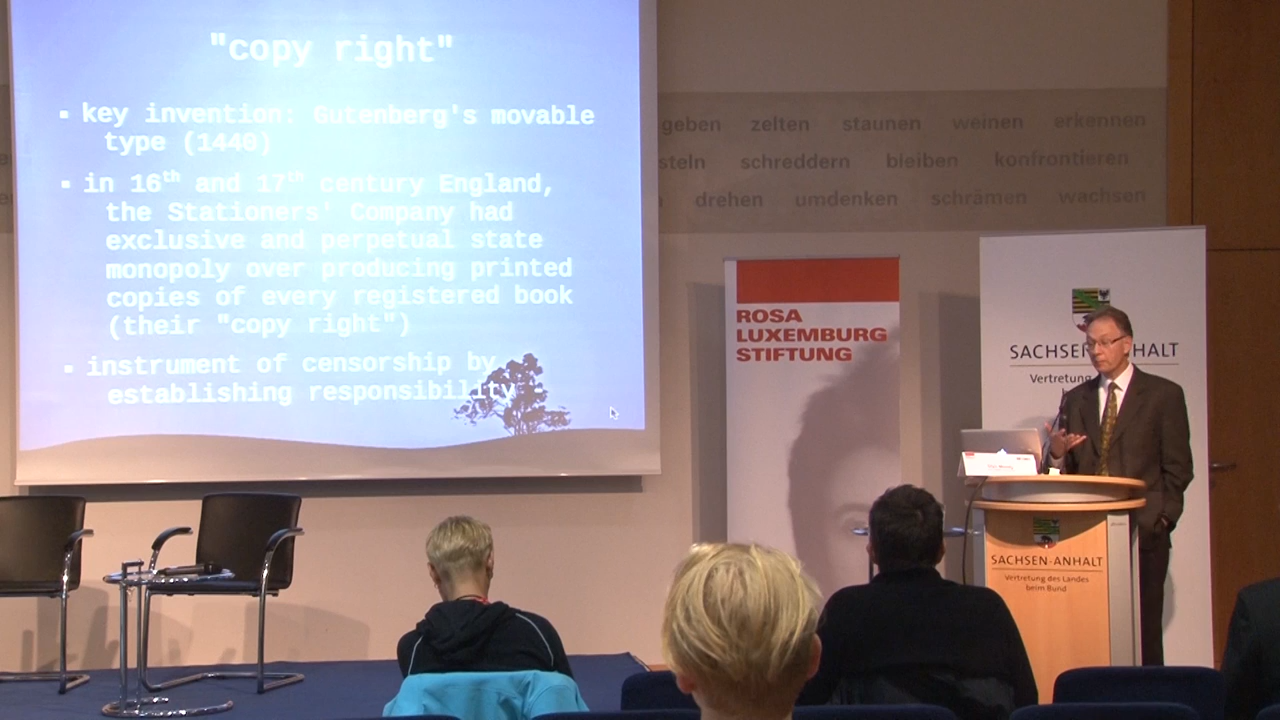 "copy right"
▪ key invention: Gutenberg's movable
type (1448)
▪ in 16th and 17th century England,
the Stationers' Company had
exclusive and perpetual state
monopoly over producing printed
copies of every registered book
(their "copy right")
▪ instrument of censorship by
establishing responsibility
geben zelten staunen weinen erkennen
steln schreddern bleiben konfrontieren
drehen umdenken schrämen wachsen
ROSA
LUXEMBURG
STIFTUNG
SACHSEN-ANHALT
Vertretung
SACHSEN-ANHALT
Vertretung des Landes
beim Bund